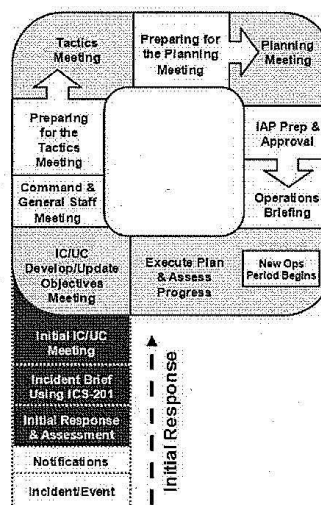 Tactics
Meeting
Preparing for
the Planning
Meeting
Planning
Meeting
Preparing
for the
Tactics
Meeting
IAP Prep &
Approval
Command &
General Staff
Meeting
Operations
Briefing
IC/UC
Develop/Update
Objectives
Meeting
Execute Plan
& Assess
Progress
New Ops
Period Begins
Initial IC/UC
Meeting
Incident Brief
Using ICS-201
Initial Response
& Assessment
Notifications
Incident/Event
Initial Response